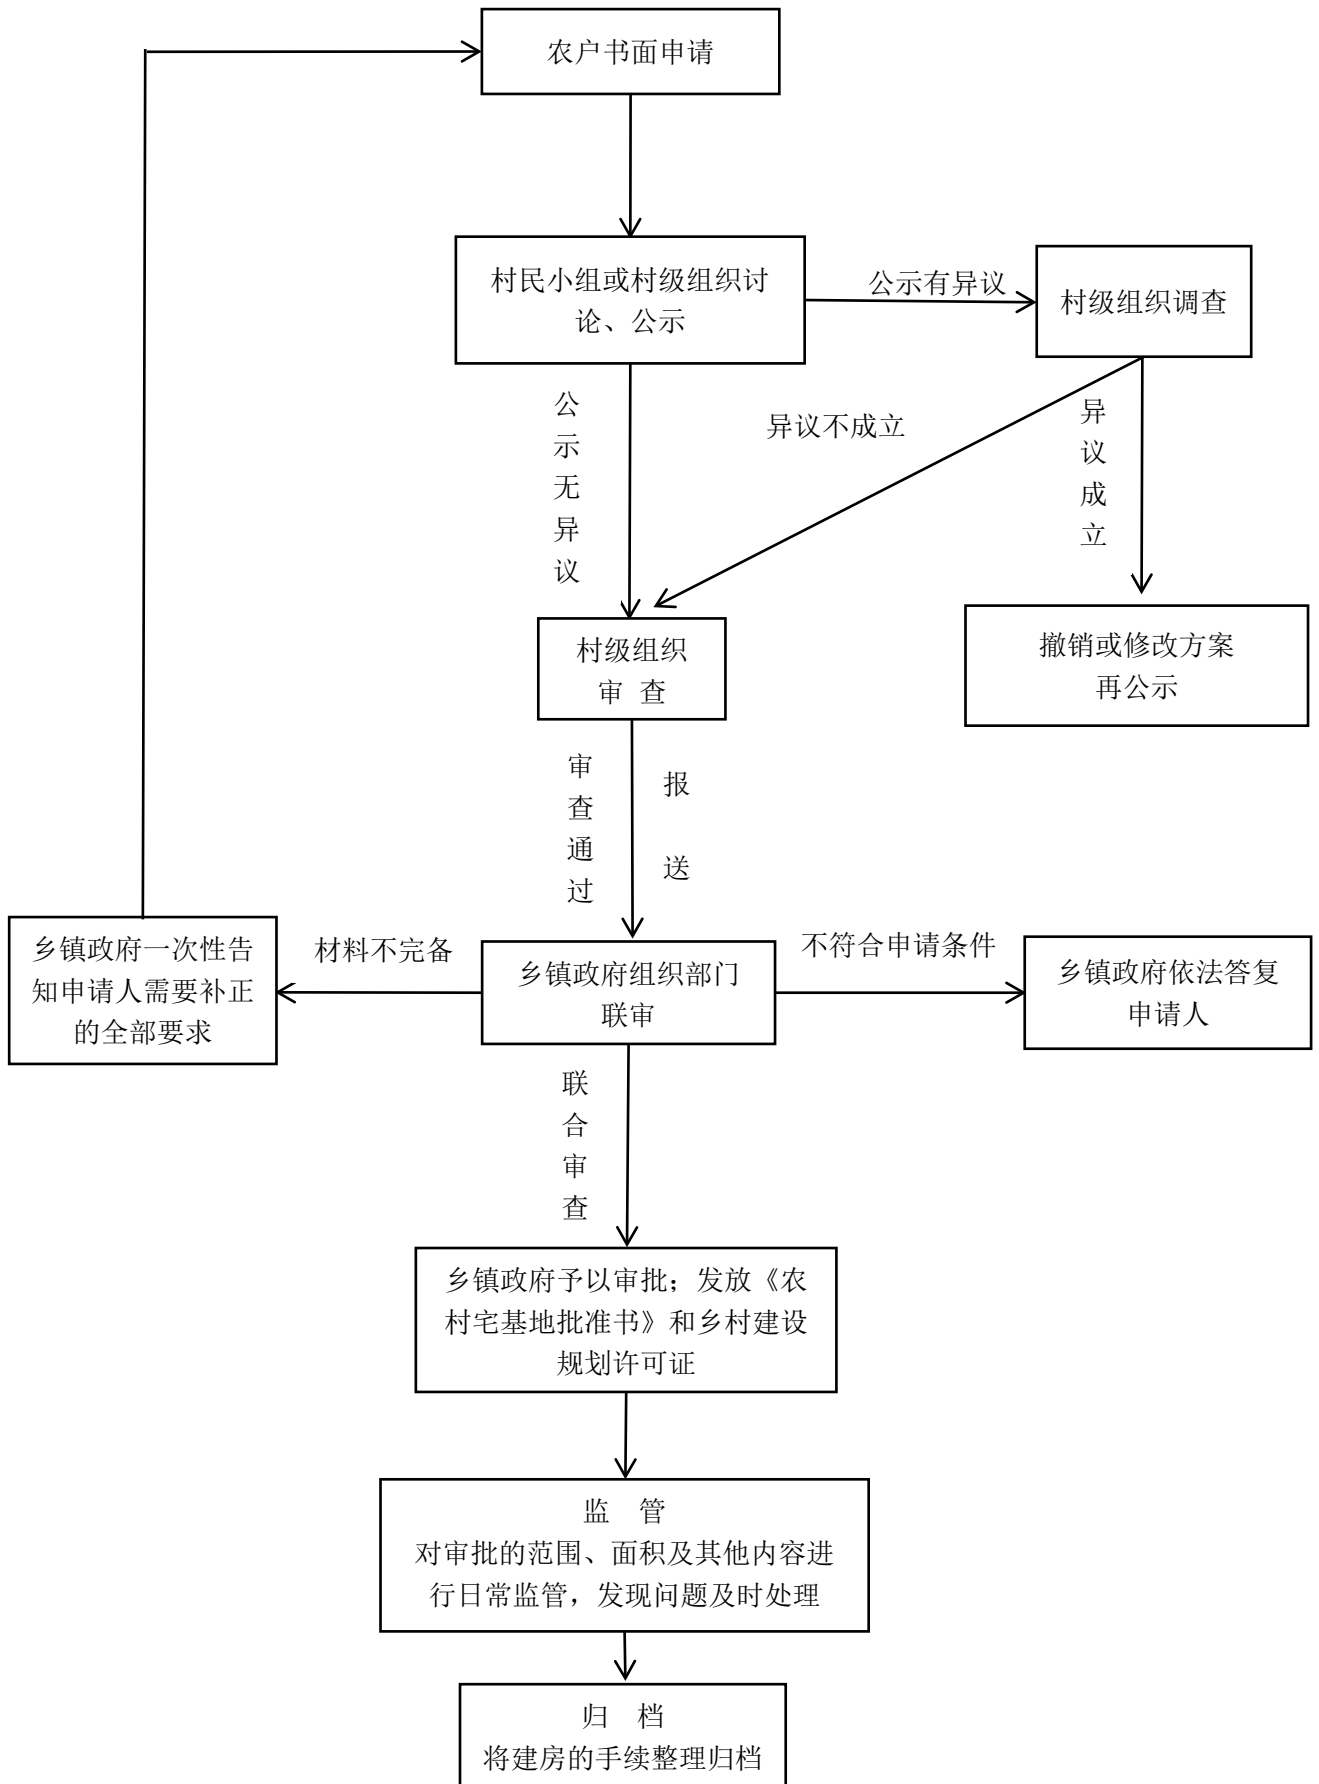 农户书面申请
村民小组或村级组织讨
论、公示
公示有异议
村级组织调查
公示无异议
异议不成立
异议成立
村级组织
审 查
撤销或修改方案
再公示
审查通过
报送
乡镇政府一次性告
知申请人需要补正
的全部要求
材料不完备
乡镇政府组织部门
联审
不符合申请条件
乡镇政府依法答复
申请人
联合审查
乡镇政府予以审批；发放《农
村宅基地批准书》和乡村建设
规划许可证
监 管
对审批的范围、面积及其他内容进
行日常监管，发现问题及时处理
归 档
将建房的手续整理归档